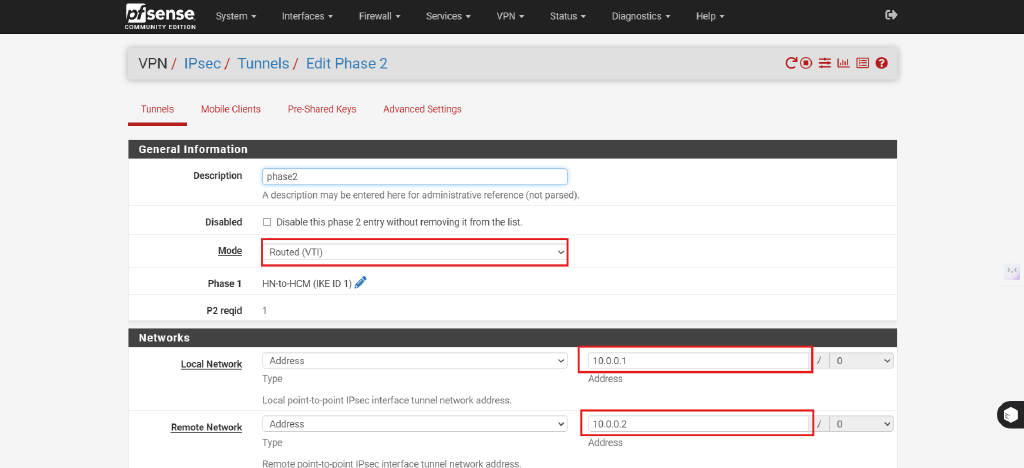 pfsense
COMMUNITY EDITION
System Interfaces Firewall Services VPN Status Diagnostics Help
VPN / IPsec / Tunnels / Edit Phase 2
Tunnels Mobile Clients Pre-Shared Keys Advanced Settings
General Information
Description phase2
A description may be entered here for administrative reference (not parsed).
Disabled Disable this phase 2 entry without removing it from the list.
Mode Routed (VTI)
Phase 1 HN-to-HCM (IKE ID 1)
P2 reqid 1
Networks
Local Network Address 10.0.0.1 / 0
Type Address
Local point-to-point IPsec interface tunnel network address.
Remote Network Address 10.0.0.2 / 0
Type Address
Remote point-to-point IPsec interface tunnel network address.